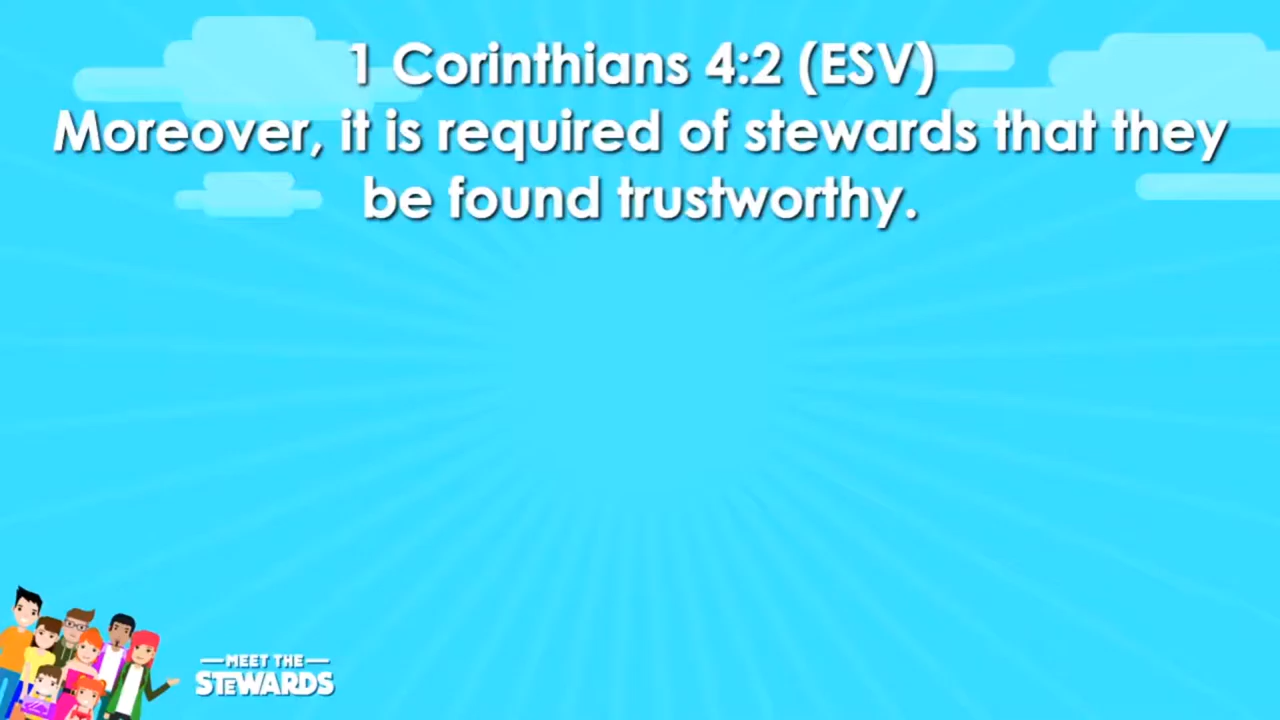 1 Corinthians 4:2 (ESV)
Moreover, it is required of stewards that they
be found trustworthy.
MEET THE
STEWARDS